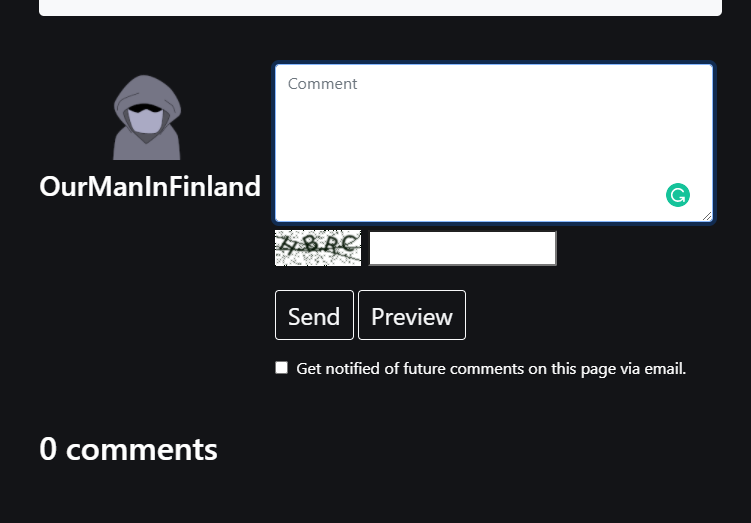 Comment
OurManInFinland
HBRC
Send Preview
Get notified of future comments on this page via email.
0 comments